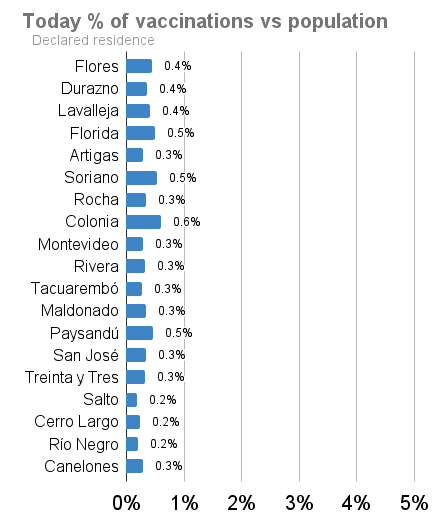 Today % of vaccinations vs population
Declared residence
Flores 0.4%
Durazno 0.4%
Lavalleja 0.4%
Florida 0.5%
Artigas 0.3%
Soriano 0.5%
Rocha 0.3%
Colonia 0.6%
Montevideo 0.3%
Rivera 0.3%
Tacuarembó 0.3%
Maldonado 0.3%
Paysandú 0.5%
San José 0.3%
Treinta y Tres 0.3%
Salto 0.2%
Cerro Largo 0.2%
Río Negro 0.2%
Canelones 0.3%
0% 1% 2% 3% 4% 5%